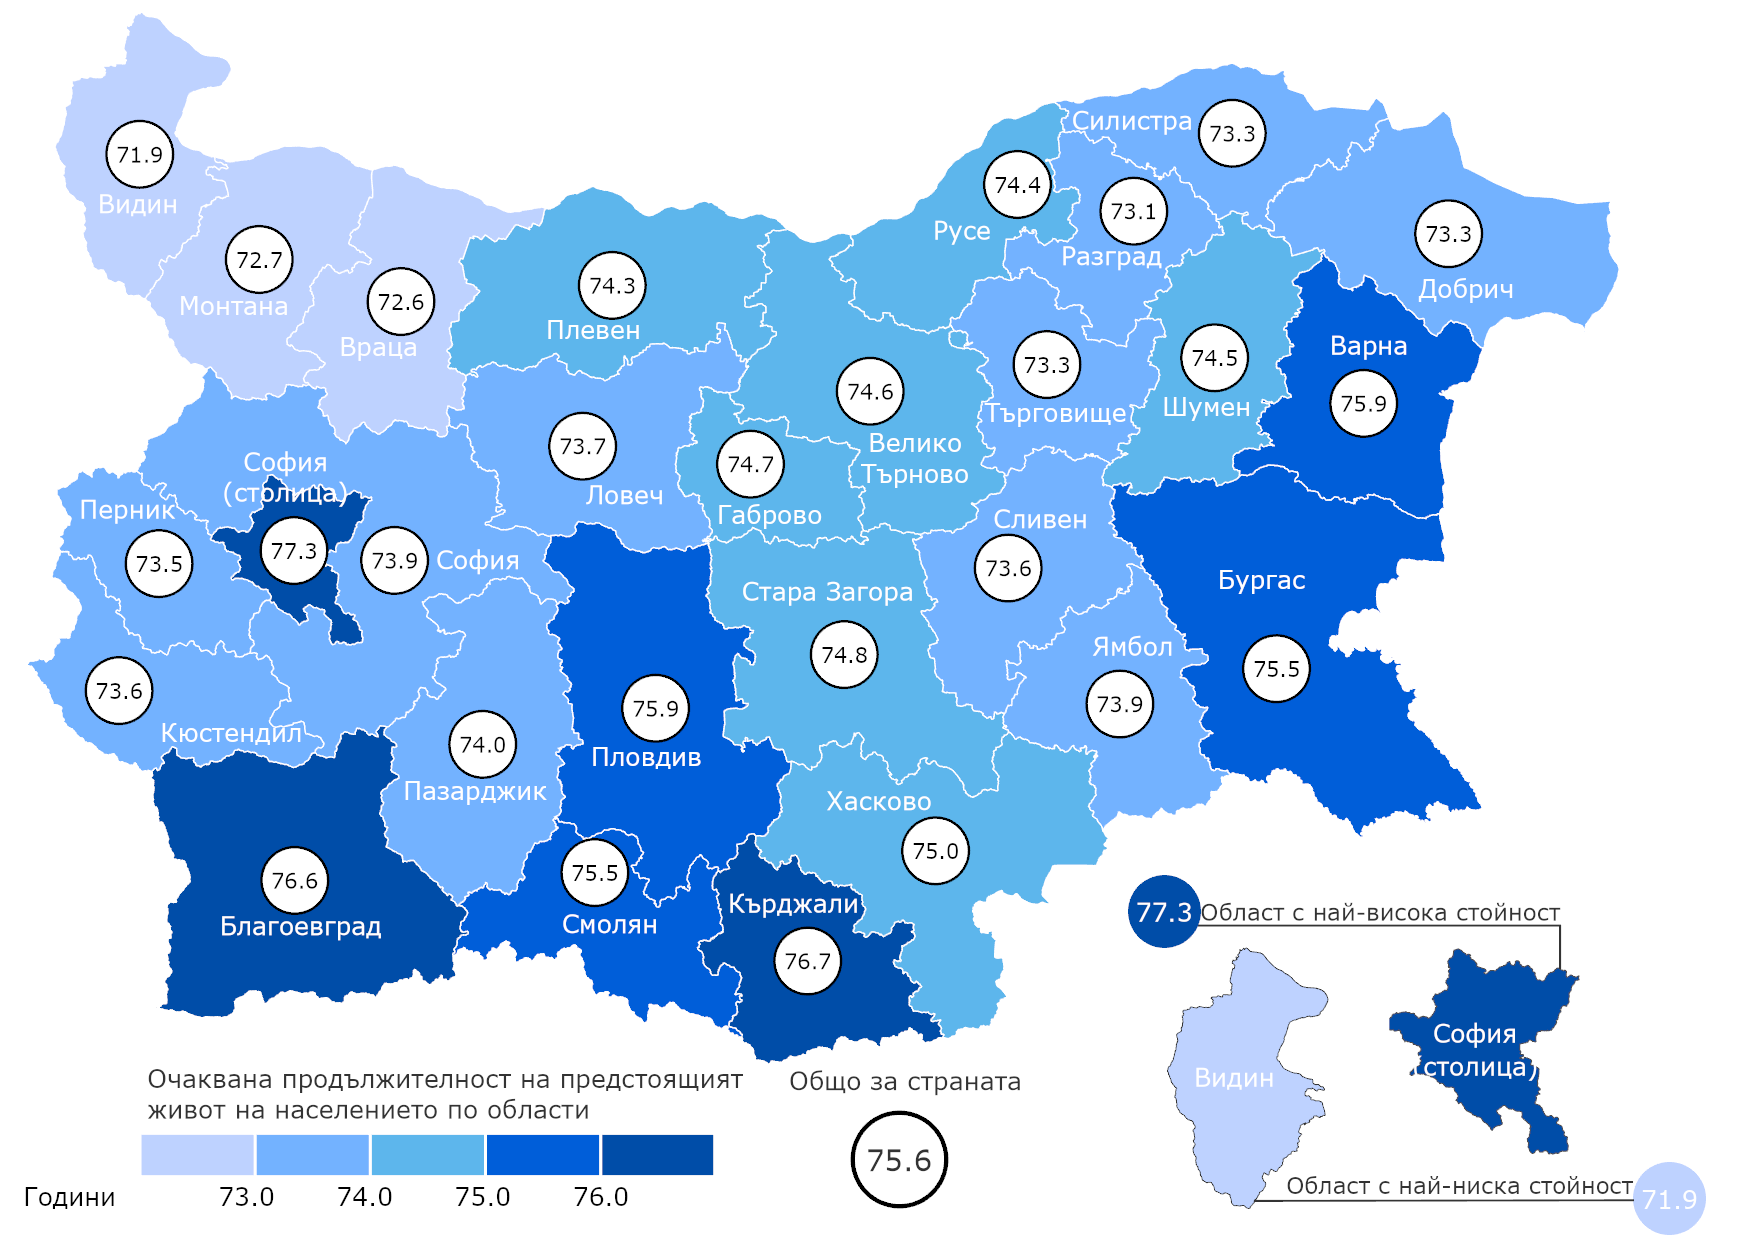 Силистра
73.3
71.9
Видин
74.4
Русе
73.1
Разград
73.3
Добрич
72.7
Монтана
72.6
Враца
74.3
Плевен
73.3
Търговище
74.5
Шумен
Варна
75.9
74.6
Велико
Търново
73.7
Ловеч
74.7
Габрово
София
(столица)
77.3
Перник
73.5
73.9 София
Сливен
73.6
Бургас
75.5
Стара Загора
74.8
Ямбол
73.9
73.6
Кюстендил
75.9
Пловдив
74.0
Пазарджик
Хасково
75.0
76.6
Благоевград
75.5
Смолян
Кърджали
76.7
77.3 Област с най-висока стойност
София
(столица)
Видин
Област с най-ниска стойност 71.9
Очаквана продължителност на предстоящият
живот на населението по области
Години 73.0 74.0 75.0 76.0
Общо за страната
75.6